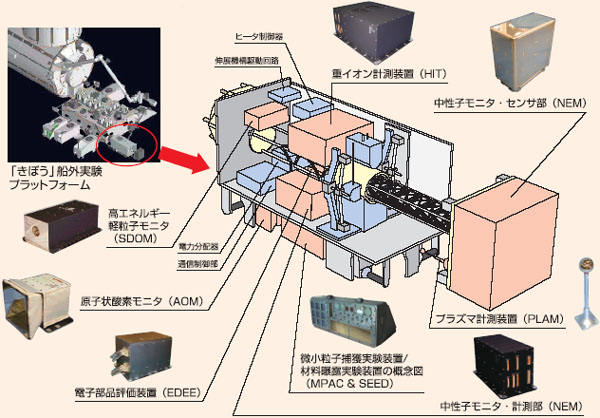 ヒータ制御器
伸展機構駆動回路
重イオン計測装置（HIT）
中性子モニタ・センサ部（NEM）
「きぼう」船外実験
プラットフォーム
高エネルギー
軽粒子モニタ
（SDOM）
電力分配器
通信制御部
原子状酸素モニタ（AOM）
電子部品評価装置（EDEE）
微小粒子捕獲実験装置/
材料曝露実験装置の概念図
（MPAC & SEED）
プラズマ計測装置（PLAM）
中性子モニタ・計測部（NEM）